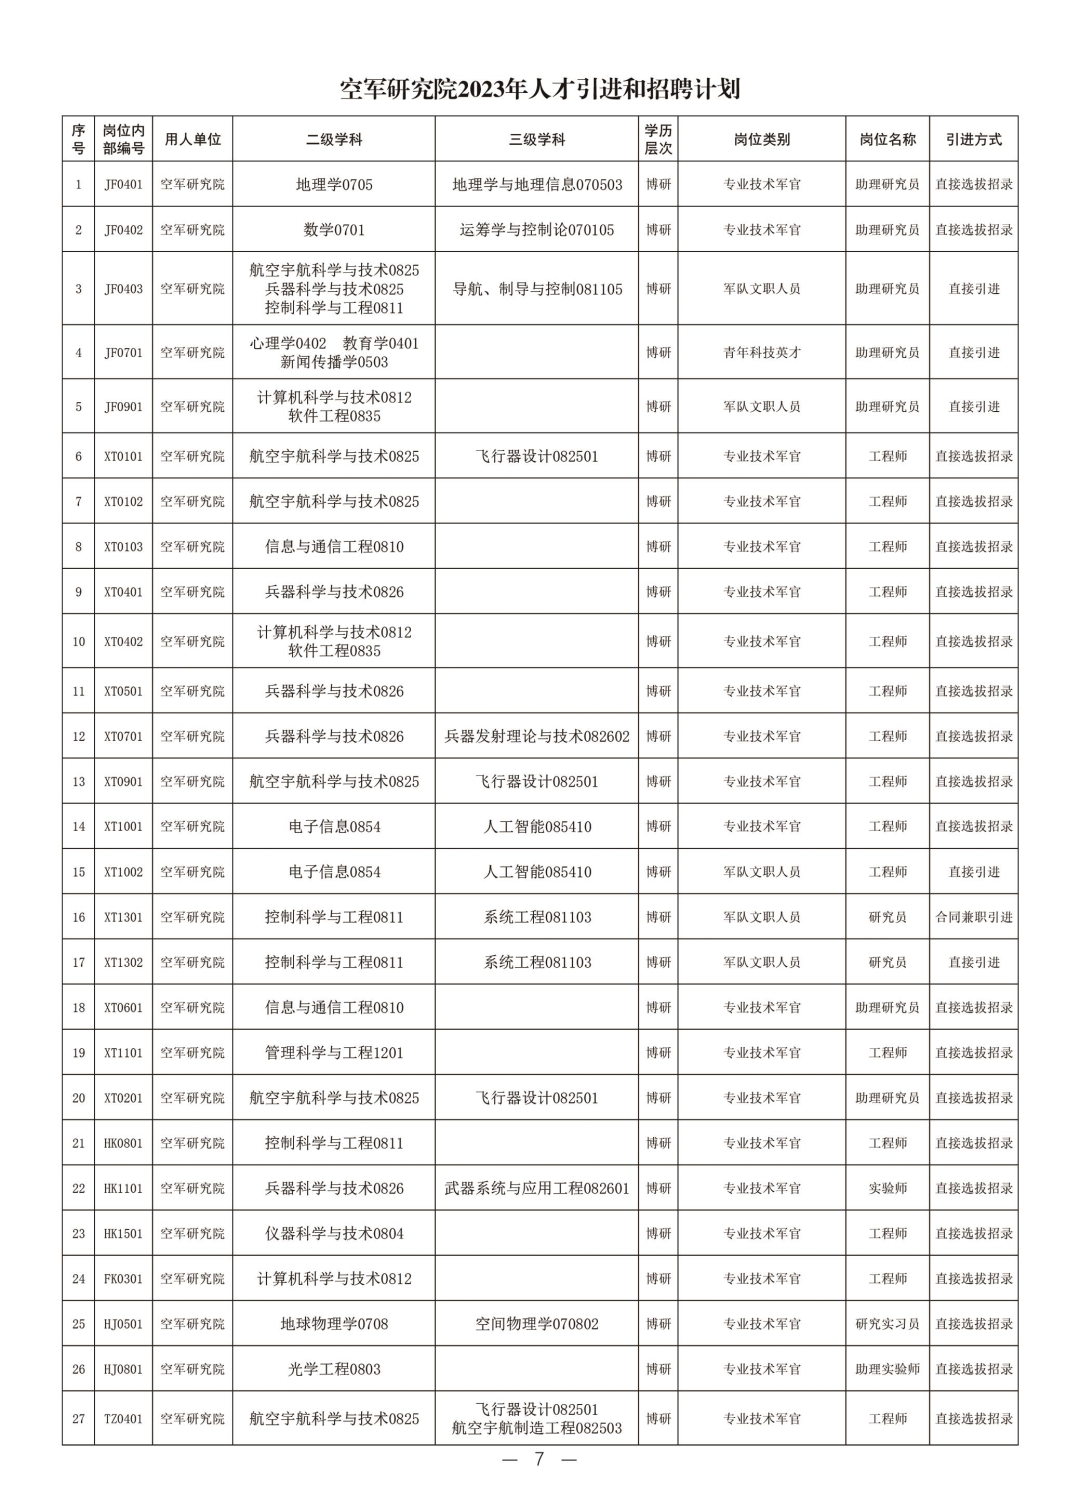 空军研究院2023年人才引进和招聘计划
序号 岗位内部编号 用人单位 二级学科 三级学科 学历层次 岗位类别 岗位名称 引进方式
1 JF0401 空军研究院 地理学0705 地理学与地理信息070503 博研 专业技术军官 助理研究员 直接选拔招录
2 JF0402 空军研究院 数学0701 运筹学与控制论070105 博研 专业技术军官 助理研究员 直接选拔招录
3 JF0403 空军研究院 航空宇航科学与技术0825 兵器科学与技术0825 控制科学与工程0811 导航、制导与控制081105 博研 军队文职人员 助理研究员 直接引进
4 JF0701 空军研究院 心理学0402 教育学0401 新闻传播学0503 博研 青年科技英才 助理研究员 直接引进
5 JF0901 空军研究院 计算机科学与技术0812 软件工程0835 博研 军队文职人员 助理研究员 直接引进
6 XT0101 空军研究院 航空宇航科学与技术0825 飞行器设计082501 博研 专业技术军官 工程师 直接选拔招录
7 XT0102 空军研究院 航空宇航科学与技术0825 博研 专业技术军官 工程师 直接选拔招录
8 XT0103 空军研究院 信息与通信工程0810 博研 专业技术军官 工程师 直接选拔招录
9 XT0401 空军研究院 兵器科学与技术0826 博研 专业技术军官 工程师 直接选拔招录
10 XT0402 空军研究院 计算机科学与技术0812 软件工程0835 博研 专业技术军官 工程师 直接选拔招录
11 XT0501 空军研究院 兵器科学与技术0826 博研 专业技术军官 工程师 直接选拔招录
12 XT0701 空军研究院 兵器科学与技术0826 兵器发射理论与技术082602 博研 专业技术军官 工程师 直接选拔招录
13 XT0901 空军研究院 航空宇航科学与技术0825 飞行器设计082501 博研 专业技术军官 工程师 直接选拔招录
14 XT1001 空军研究院 电子信息0854 人工智能085410 博研 专业技术军官 工程师 直接选拔招录
15 XT1002 空军研究院 电子信息0854 人工智能085410 博研 军队文职人员 工程师 直接引进
16 XT1301 空军研究院 控制科学与工程0811 系统工程081103 博研 军队文职人员 研究员 合同兼职引进
17 XT1302 空军研究院 控制科学与工程0811 系统工程081103 博研 军队文职人员 研究员 直接引进
18 XT0601 空军研究院 信息与通信工程0810 博研 专业技术军官 助理研究员 直接选拔招录
19 XT1101 空军研究院 管理科学与工程1201 博研 专业技术军官 工程师 直接选拔招录
20 XT0201 空军研究院 航空宇航科学与技术0825 飞行器设计082501 博研 专业技术军官 助理研究员 直接选拔招录
21 HK0801 空军研究院 控制科学与工程0811 博研 专业技术军官 工程师 直接选拔招录
22 HK1101 空军研究院 兵器科学与技术0826 武器系统与应用工程082601 博研 专业技术军官 实验师 直接选拔招录
23 HK1501 空军研究院 仪器科学与技术0804 博研 专业技术军官 工程师 直接选拔招录
24 FK0301 空军研究院 计算机科学与技术0812 博研 专业技术军官 工程师 直接选拔招录
25 HJ0501 空军研究院 地球物理学0708 空间物理学070802 博研 专业技术军官 研究实习员 直接选拔招录
26 HJ0801 空军研究院 光学工程0803 博研 专业技术军官 助理实验师 直接选拔招录
27 TZ0401 空军研究院 航空宇航科学与技术0825 飞行器设计082501 航空宇航制造工程082503 博研 专业技术军官 工程师 直接选拔招录
— 7 —